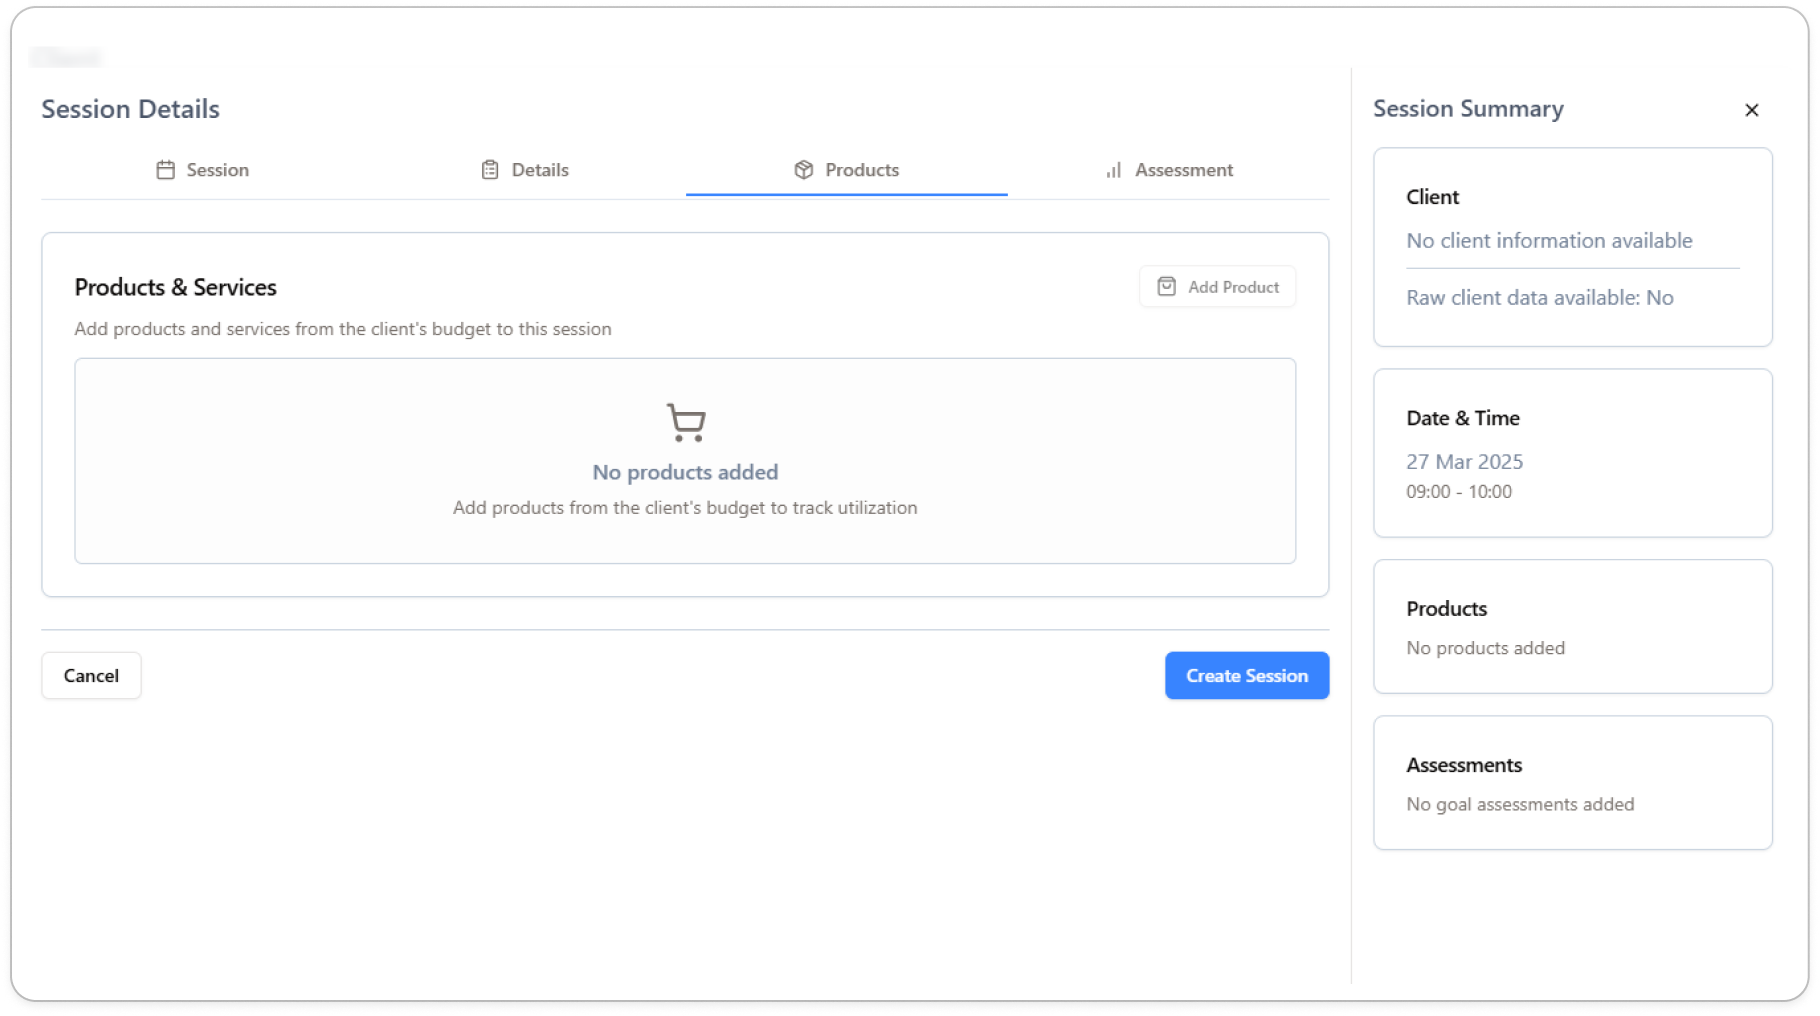 Session Details
Session
Details
Products
Assessment
Products & Services
Add Product
Add products and services from the client's budget to this session
No products added
Add products from the client's budget to track utilization
Cancel
Create Session
Session Summary
Client
No client information available
Raw client data available: No
Date & Time
27 Mar 2025
09:00 - 10:00
Products
No products added
Assessments
No goal assessments added